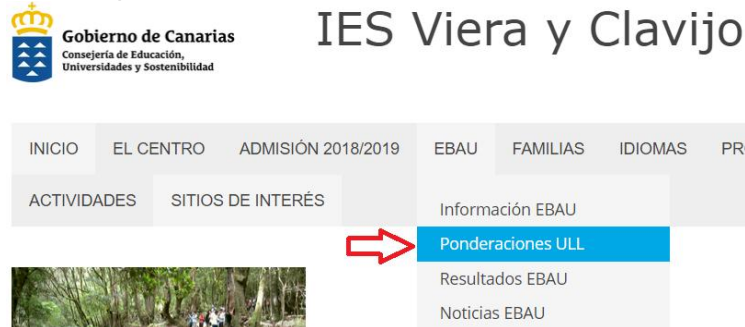 Gobierno de Canarias
Consejería de Educación,
Universidades y Sostenibilidad
IES Viera y Clavijo
INICIO EL CENTRO ADMISIÓN 2018/2019 EBAU FAMILIAS IDIOMAS PR
ACTIVIDADES SITIOS DE INTERÉS
Información EBAU
Ponderaciones ULL
Resultados EBAU
Noticias EBAU